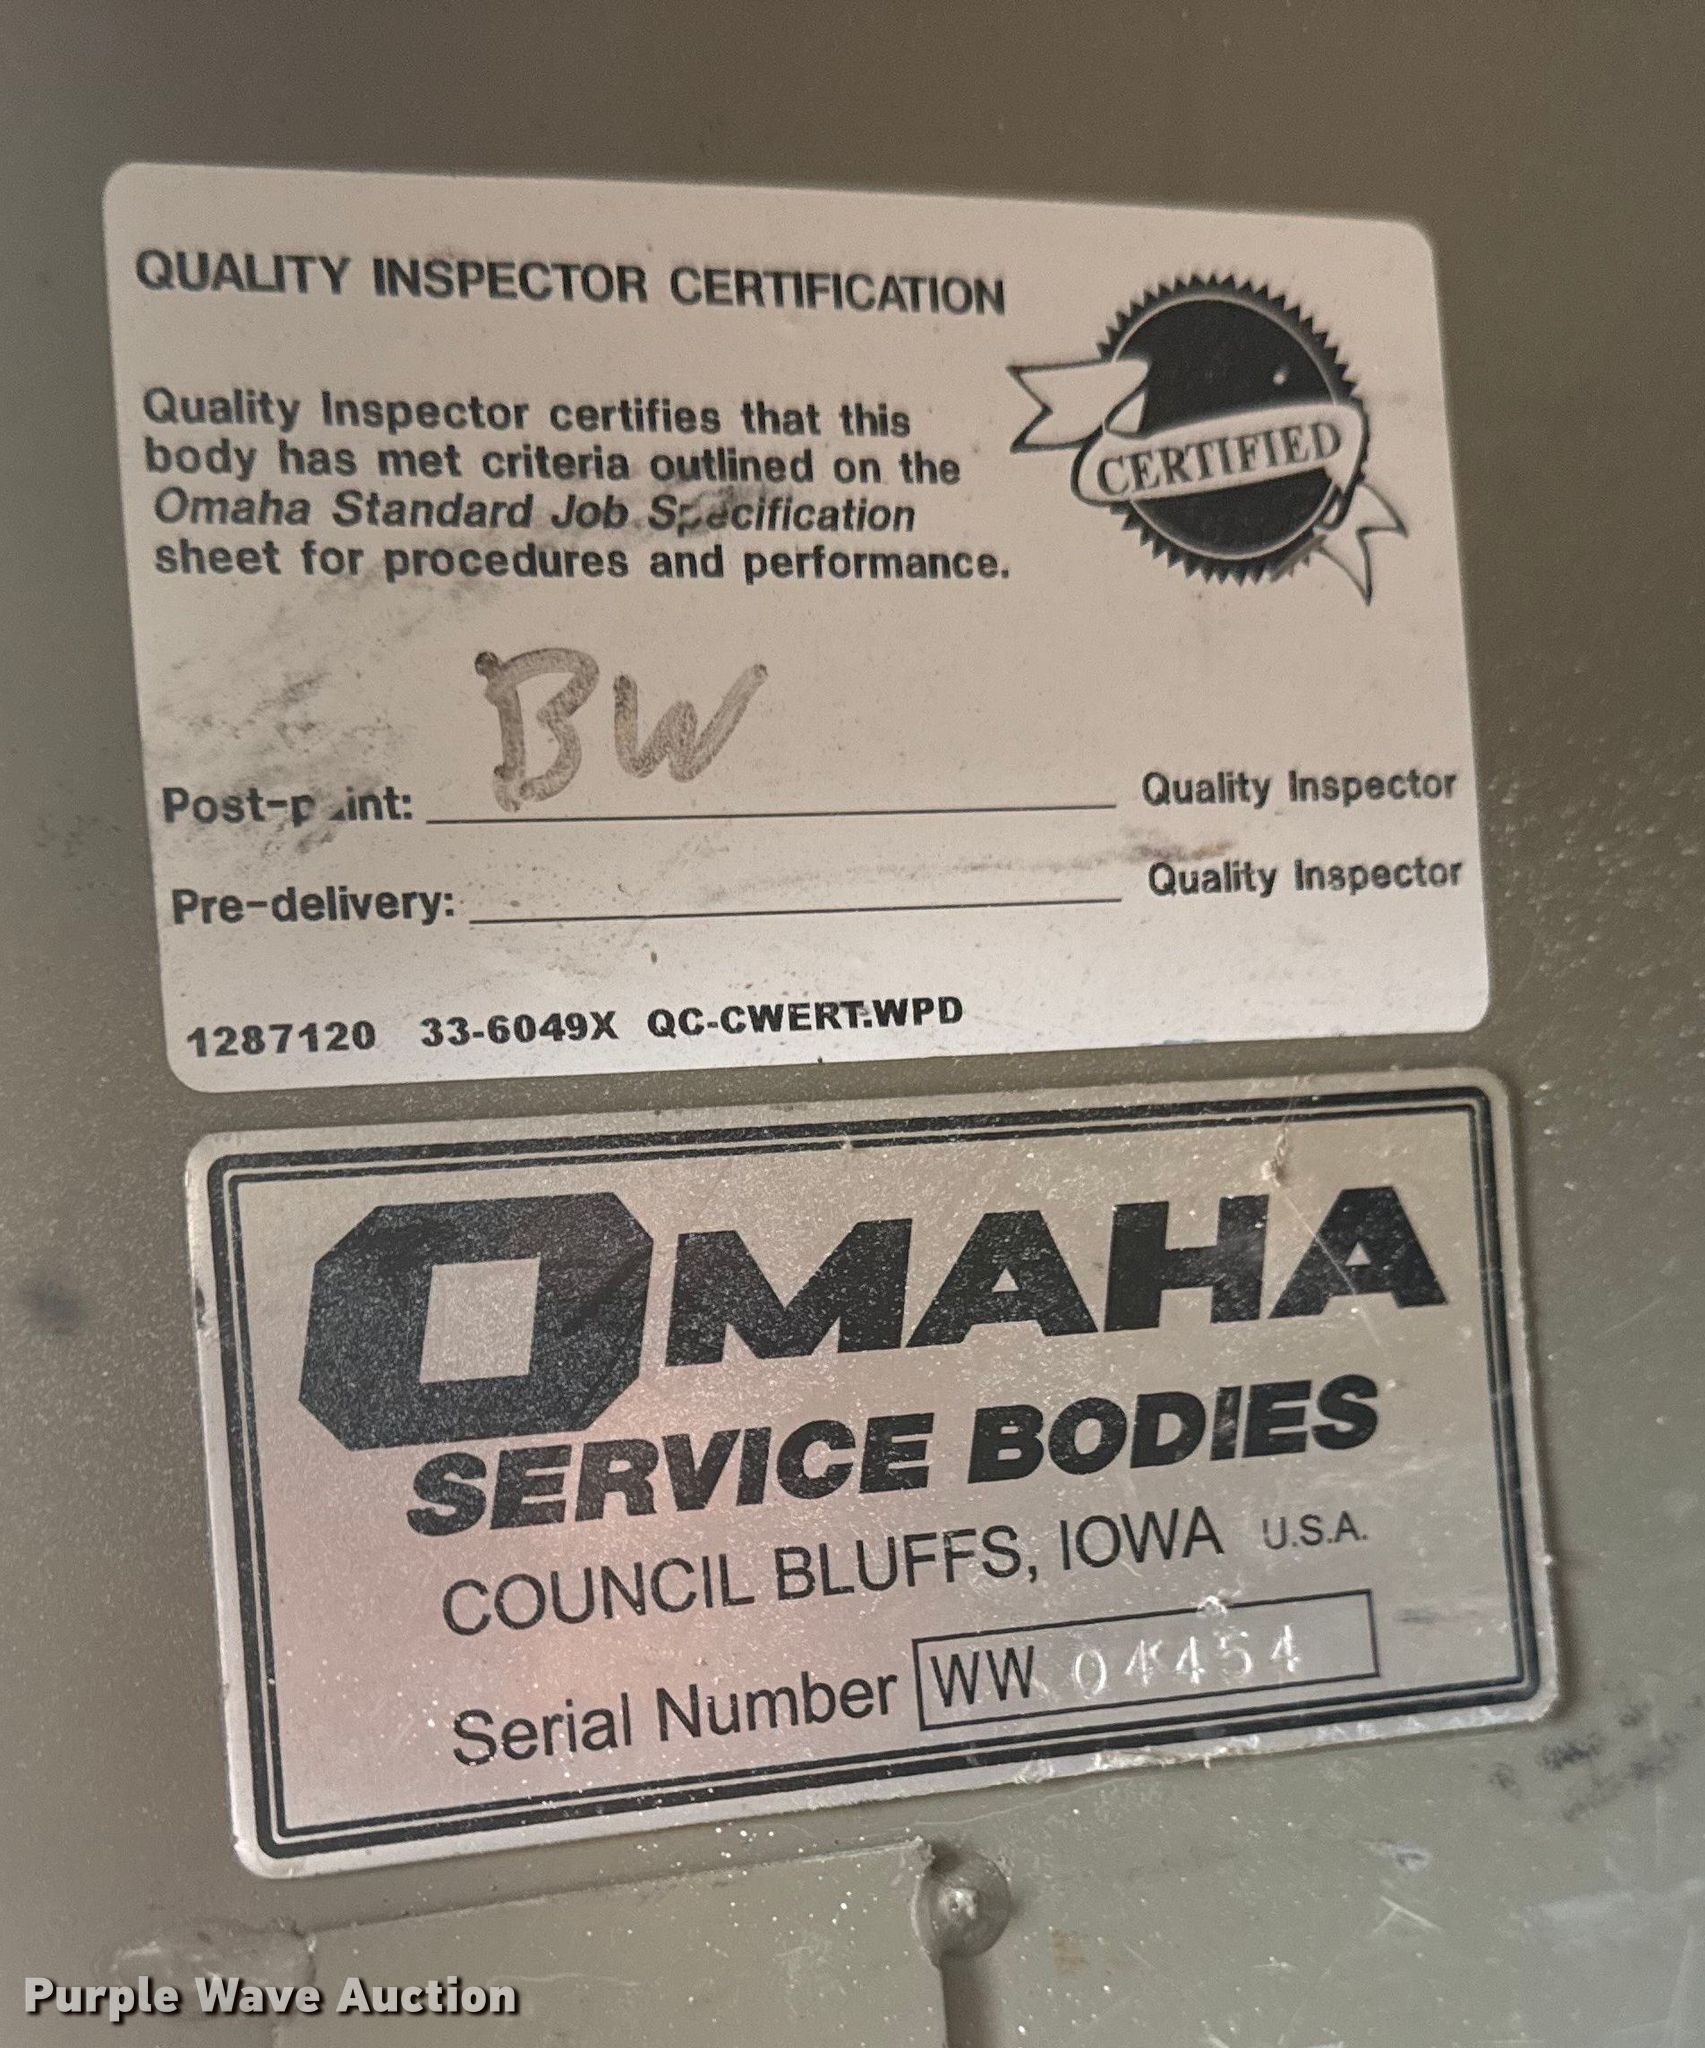 QUALITY INSPECTOR CERTIFICATION
Quality Inspector certifies that this
body has met criteria outlined on the
Omaha Standard Job Specification
sheet for procedures and performance.
CERTIFIED
BW
Post-paint: Quality Inspector
Pre-delivery: Quality Inspector
1287120 33-6049X QC-CWERT.WPD
OMAHA
SERVICE BODIES
COUNCIL BLUFFS, IOWA U.S.A.
Serial Number WW 04454
Purple Wave Auction